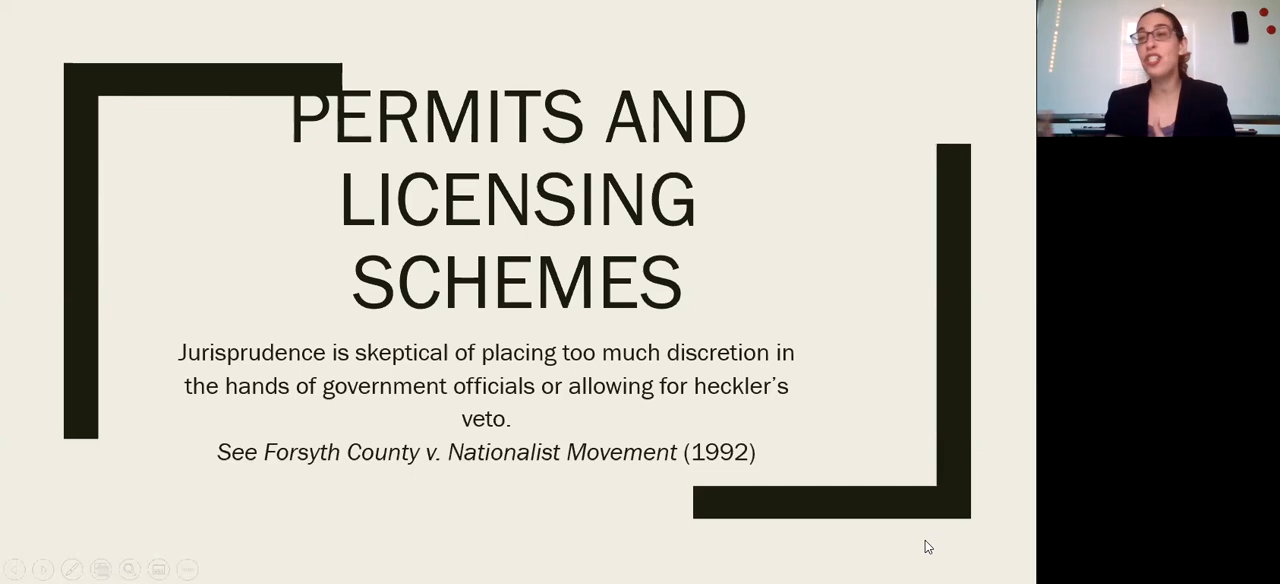 PERMITS AND
LICENSING
SCHEMES
Jurisprudence is skeptical of placing too much discretion in
the hands of government officials or allowing for heckler’s
veto.
See Forsyth County v. Nationalist Movement (1992)